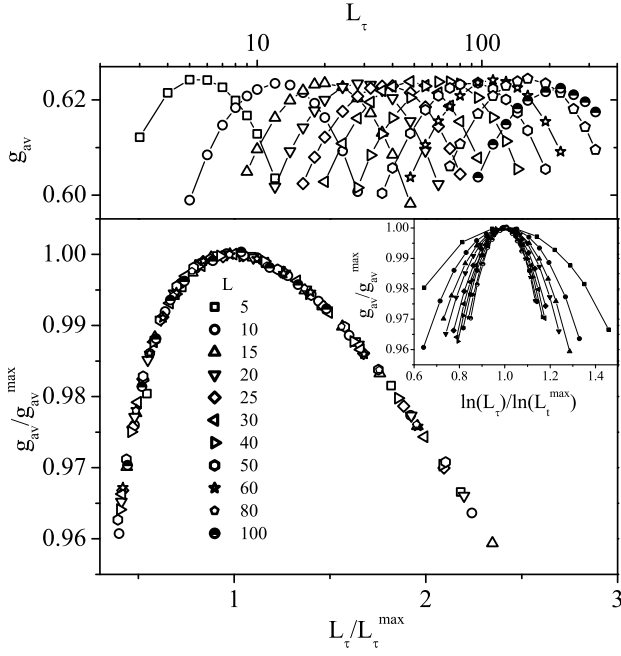 L_τ
10 100
0.62
0.60
g_av
1.00
0.99
0.98
0.97
0.96
g_av/g_av^max
L
5
10
15
20
25
30
40
50
60
80
100
1.00
0.99
0.98
0.97
0.96
g_av/g_av^max
0.6 0.8 1.0 1.2 1.4
ln(L_τ)/ln(L_t^max)
1 2 3
L_τ/L_τ^max